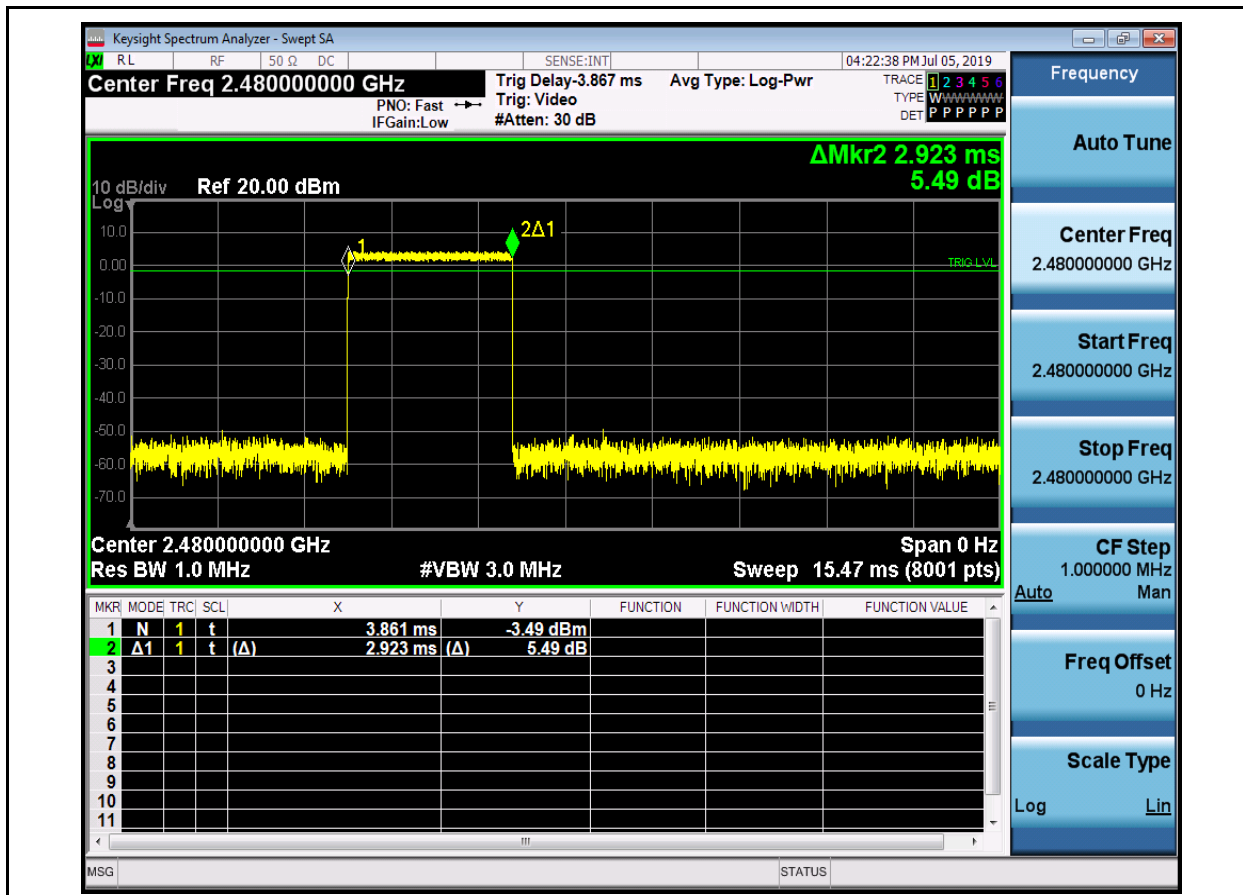 Keysight Spectrum Analyzer - Swept SA
LXI RL RF 50 Ω DC SENSE:INT 04:22:38 PM Jul 05, 2019
Center Freq 2.480000000 GHz
PNO: Fast
IFGain:Low
Trig Delay-3.867 ms
Trig: Video
#Atten: 30 dB
Avg Type: Log-Pwr
TRACE 1 2 3 4 5 6
TYPE WWWWWW
DET P P P P P P
ΔMkr2 2.923 ms
5.49 dB
10 dB/div Ref 20.00 dBm
Log
10.0
0.00
-10.0
-20.0
-30.0
-40.0
-50.0
-60.0
-70.0
1
2Δ1
TRIG LVL
Center 2.480000000 GHz Span 0 Hz
Res BW 1.0 MHz #VBW 3.0 MHz Sweep 15.47 ms (8001 pts)
MKR MODE TRC SCL X Y FUNCTION FUNCTION WIDTH FUNCTION VALUE
1 N 1 t 3.861 ms -3.49 dBm
2 Δ1 1 t (Δ) 2.923 ms (Δ) 5.49 dB
3
4
5
6
7
8
9
10
11
MSG STATUS
Frequency
Auto Tune
Center Freq
2.480000000 GHz
Start Freq
2.480000000 GHz
Stop Freq
2.480000000 GHz
CF Step
1.000000 MHz
Auto Man
Freq Offset
0 Hz
Scale Type
Log Lin